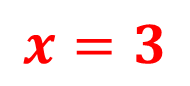 x = 3